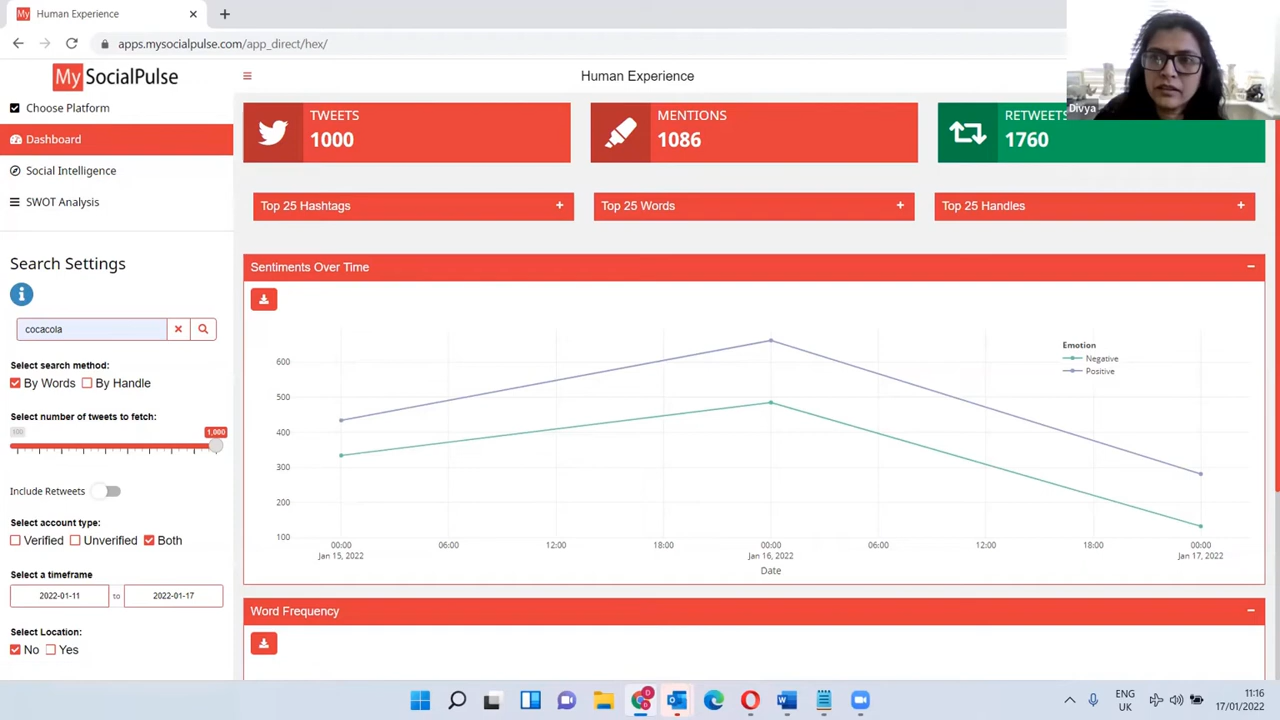 My Human Experience
apps.mysocialpulse.com/app_direct/hex/
My SocialPulse
Choose Platform
Dashboard
Social Intelligence
SWOT Analysis
Search Settings
cocacola
Select search method:
By Words By Handle
Select number of tweets to fetch:
100 1,000
Include Retweets
Select account type:
Verified Unverified Both
Select a timeframe
2022-01-11 to 2022-01-17
Select Location:
No Yes
Human Experience
TWEETS
1000
MENTIONS
1086
RETWEETS
1760
Divya
Top 25 Hashtags +
Top 25 Words +
Top 25 Handles +
Sentiments Over Time
600
500
400
300
200
100
Emotion
Negative
Positive
00:00 06:00 12:00 18:00 00:00 06:00 12:00 18:00 00:00
Jan 15, 2022 Jan 16, 2022 Jan 17, 2022
Date
Word Frequency
ENG
UK
11:16
17/01/2022